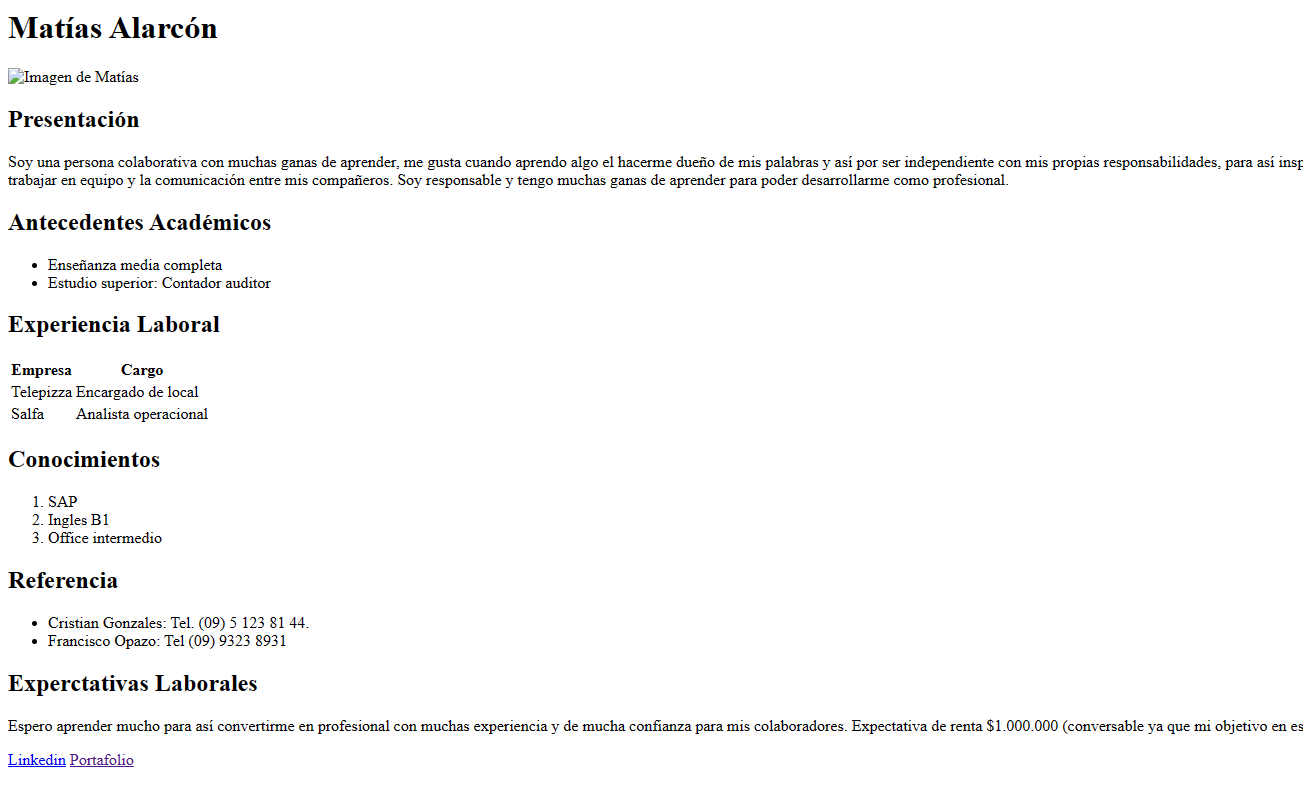 Matías Alarcón
Imagen de Matías
Presentación
Soy una persona colaborativa con muchas ganas de aprender, me gusta cuando aprendo algo el hacerme dueño de mis palabras y así por ser independiente con mis propias responsabilidades, para así
trabajar en equipo y la comunicación entre mis compañeros. Soy responsable y tengo muchas ganas de aprender para poder desarrollarme como profesional.
Antecedentes Académicos
Enseñanza media completa
Estudio superior: Contador auditor
Experiencia Laboral
Empresa Cargo
Telepizza Encargado de local
Salfa Analista operacional
Conocimientos
1. SAP
2. Ingles B1
3. Office intermedio
Referencia
Cristian Gonzales: Tel. (09) 5 123 81 44.
Francisco Opazo: Tel (09) 9323 8931
Experctativas Laborales
Espero aprender mucho para así convertirme en profesional con muchas experiencia y de mucha confianza para mis colaboradores. Expectativa de renta $1.000.000 (conversable ya que mi objetivo en
Linkedin Portafolio